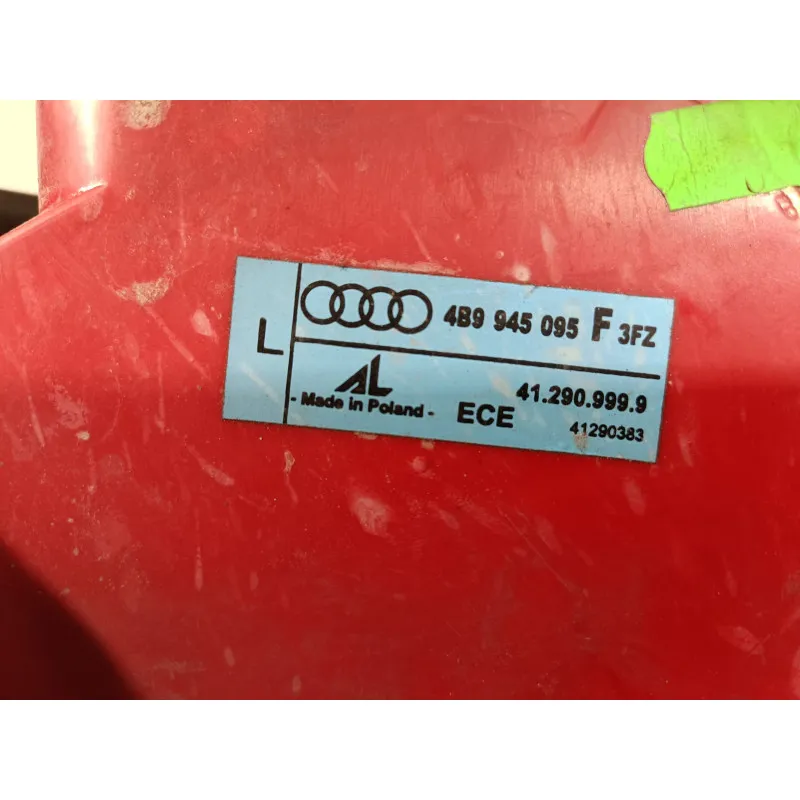 L
4B9 945 095 F 3FZ
AL
- Made in Poland -
ECE
41.290.999.9
41290383